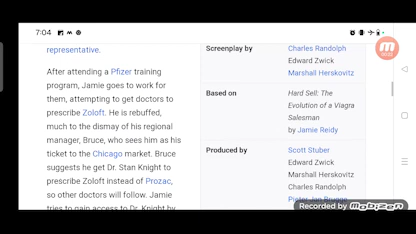 7:04
representative.
After attending a Pfizer training
program, Jamie goes to work for
them, attempting to get doctors to
prescribe Zoloft. He is rebuffed,
much to the dismay of his regional
manager, Bruce, who sees him as his
ticket to the Chicago market. Bruce
suggests he get Dr. Stan Knight to
prescribe Zoloft instead of Prozac,
so other doctors will follow. Jamie
tries to gain access to Dr. Knight by
Screenplay by
Charles Randolph
Edward Zwick
Marshall Herskovitz
Based on
Hard Sell: The
Evolution of a Viagra
Salesman
by Jamie Reidy
Produced by
Scott Stuber
Edward Zwick
Marshall Herskovitz
Charles Randolph
Pieter Jan Brugge
Recorded by Mobizen